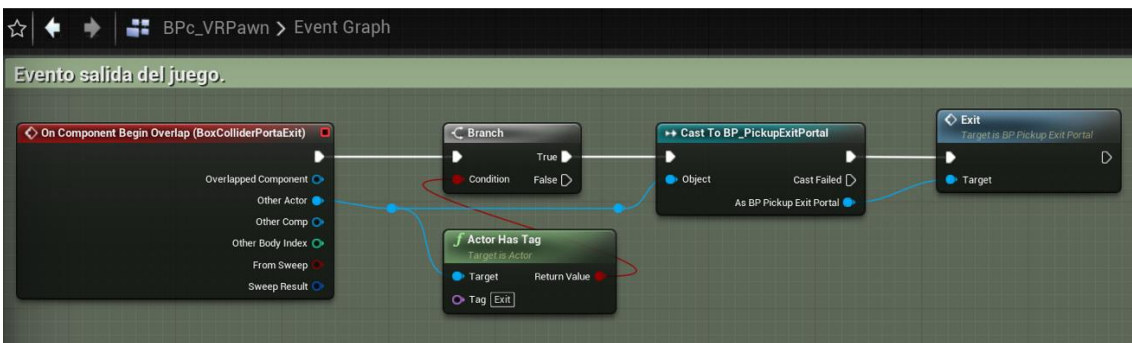 BPc_VRPawn > Event Graph
Evento salida del juego.
On Component Begin Overlap (BoxColliderPortaExit)
Overlapped Component
Other Actor
Other Comp
Other Body Index
From Sweep
Sweep Result
Branch
True
Condition
False
Actor Has Tag
Target is Actor
Target
Return Value
Tag Exit
Cast To BP_PickupExitPortal
Object
Cast Failed
As BP Pickup Exit Portal
Exit
Target is BP Pickup Exit Portal
Target